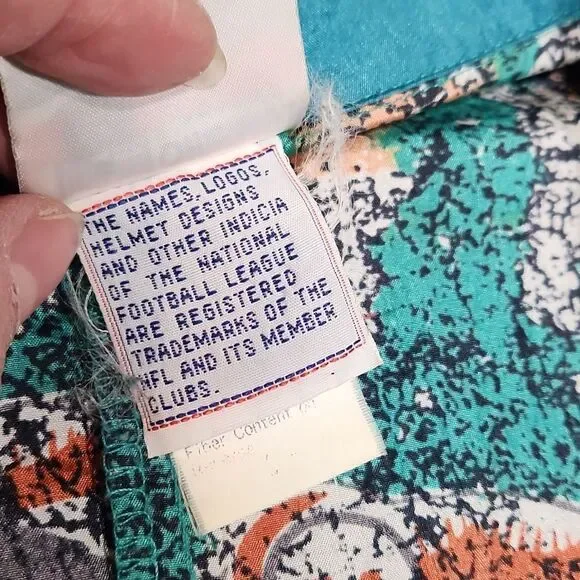 THE NAMES, LOGOS,
HELMET DESIGNS
AND OTHER INDICIA
OF THE NATIONAL
FOOTBALL LEAGUE
ARE REGISTERED
TRADEMARKS OF THE
NFL AND ITS MEMBER
CLUBS.
Fiber Content